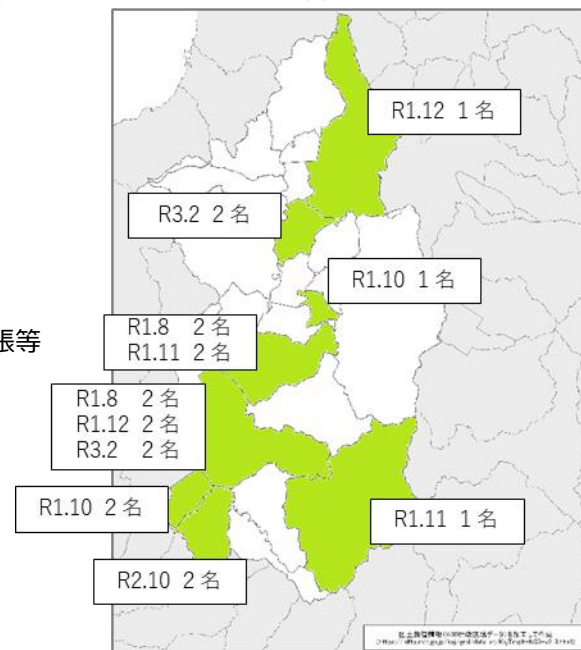 R1.12 1 名
R3.2 2 名
R1.10 1 名
R1.8 2 名
R1.11 2 名
張等
R1.8 2 名
R1.12 2 名
R3.2 2 名
R1.10 2 名
R1.11 1 名
R2.10 2 名